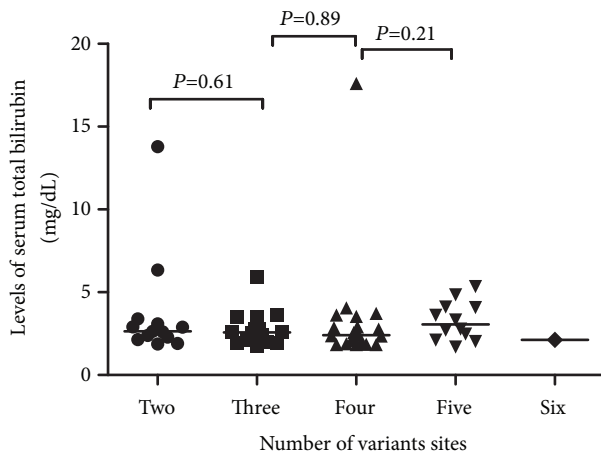 P=0.89
P=0.21
P=0.61
20
15
10
5
0
Levels of serum total bilirubin
(mg/dL)
Two Three Four Five Six
Number of variants sites